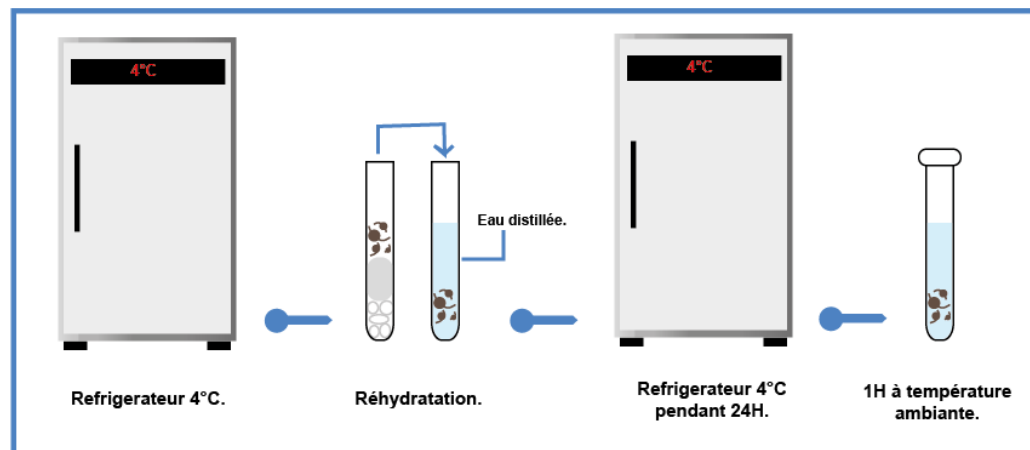 4°C
4°C
Eau distillée.
Refrigerateur 4°C.
Réhydratation.
Refrigerateur 4°C
pendant 24H.
1H à température
ambiante.